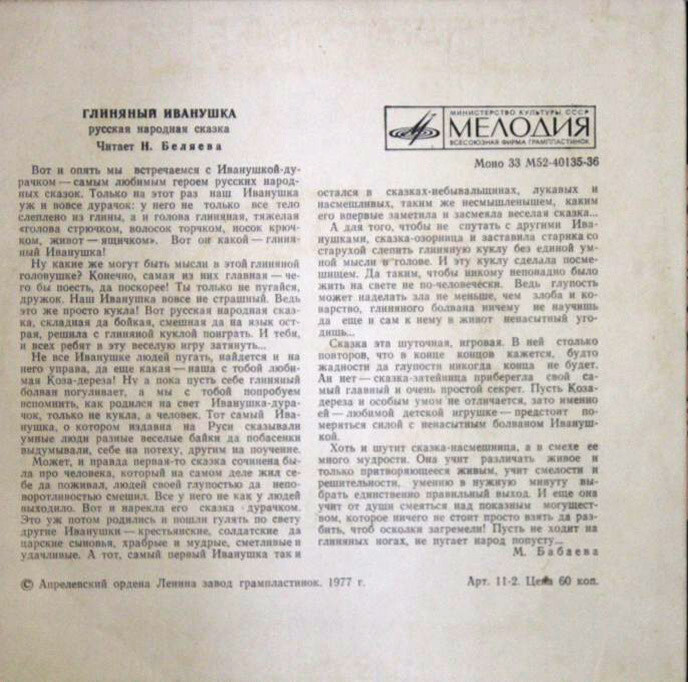 ГЛИНЯНЫЙ ИВАНУШКА
русская народная сказка
Читает Н. Беляева
МИНИСТЕРСТВО КУЛЬТУРЫ СССР
МЕЛОДИЯ
ВСЕСОЮЗНАЯ ФИРМА ГРАМПЛАСТИНОК
Моно 33 М52-40135-36
Вот и опять мы встречаемся с Иванушкой-ду-
рачком — самым любимым героем русских народ-
ных сказок. Только на этот раз наш Иванушка
уж и вовсе дурачок: у него не только все тело
слеплено из глины, а и голова глиняная, тяжелая
«голова стрючком, волосок торчком, носок крюч-
ком, живот — ящичком». Вот он какой — глиня-
ный Иванушка!
Ну какие же могут быть мысли в этой глиняной
головушке? Конечно, самая из них главная — че-
го бы поесть, да поскорее! Ты только не пугайся,
дружок. Наш Иванушка вовсе не страшный. Ведь
это же просто кукла! Вот русская народная сказ-
ка, складная да бойкая, смешная да на язык ост-
рая, решила с глиняной куклой поиграть. И тебя,
и всех ребят в эту веселую игру затянуть...
Не все Иванушке людей пугать, найдется и на
него управа, да еще какая — наша с тобой люби-
мая Коза-дереза! Ну а пока пусть себе глиняный
болван погуливает, а мы с тобой попробуем
вспомнить, как родился на свет Иванушка-дура-
чок, только не кукла, а человек. Тот самый Ива-
нушка, о котором издавна на Руси сказывали
умные люди разные веселые байки да побасенки
выдумывали, себе на потеху, другим на поучение.
Может, и правда первая-то сказка сочинена бы-
ла про человека, который на самом деле жил се-
бе да поживал, людей своей глупостью да непо-
воротливостью смешил. Все у него не как у людей
выходило. Вот и нарекла его сказка дурачком.
Это уж потом родились и пошли гулять по свету
другие Иванушки — крестьянские, солдатские да
царские сыновья, храбрые и мудрые, сметливые и
удачливые. А тот, самый первый Иванушка так и
остался в сказках-небывальщинах, лукавых и
насмешливых, таким же несмышленышем, каким
его впервые заметила и засмеяла веселая сказка...
А для того, чтобы не спутать с другими Ива-
нушками, сказка-озорница и заставила старика со
старухой слепить глиняную куклу без единой ум-
ной мысли в голове. И эту куклу сделала посме-
шищем. Да таким, чтобы никому неповадно было
жить на свете не по-человечески. Ведь глупость
может наделать зла не меньше, чем злоба и ко-
варство, глиняного болвана ничему не научишь
да еще и сам к нему в живот ненасытный уго-
дишь...
Сказка эта шуточная, игровая. В ней столько
повторов, что в конце концов кажется, будто
жадности да глупости никогда конца не будет.
Ан нет — сказка-затейница приберегла свой са-
мый главный и очень простой секрет. Пусть Коза-
дереза и особым умом не отличается, зато именно
ей — любимой детской игрушке — предстоит по-
меряться силой с ненасытным болваном Ивануш-
кой.
Хоть и шутит сказка-насмешница, а в смехе ее
много мудрости. Она учит различать живое и
только притворяющееся живым, учит смелости и
решительности, умению в нужную минуту вы-
брать единственно правильный выход. И еще она
учит от души смеяться над показным могущест-
вом, которое ничего не стоит просто взять да раз-
бить, чтоб осколки загремели! Пусть не ходит на
глиняных ногах, не пугает народ попусту...
М. Бабаева
© Апрелевский ордена Ленина завод грампластинок. 1977 г.
Арт. 11-2. Цена 60 коп.